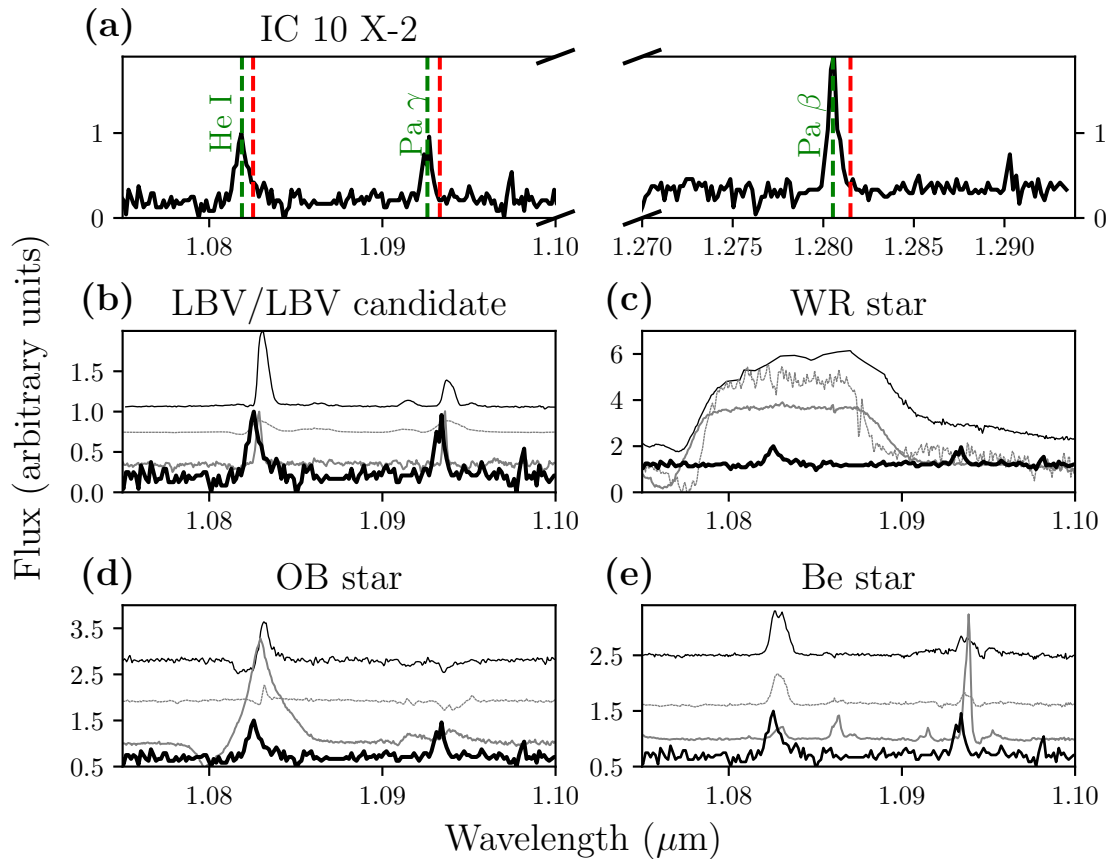 (a) IC 10 X-2
He I
Pa γ
Pa β
1
0
1
0
1.08 1.09 1.10
1.270 1.275 1.280 1.285 1.290
Flux (arbitrary units)
(b) LBV/LBV candidate
1.5
1.0
0.5
0.0
1.08 1.09 1.10
(c) WR star
6
4
2
0
1.08 1.09 1.10
(d) OB star
3.5
2.5
1.5
0.5
1.08 1.09 1.10
(e) Be star
2.5
1.5
0.5
1.08 1.09 1.10
Wavelength (μm)